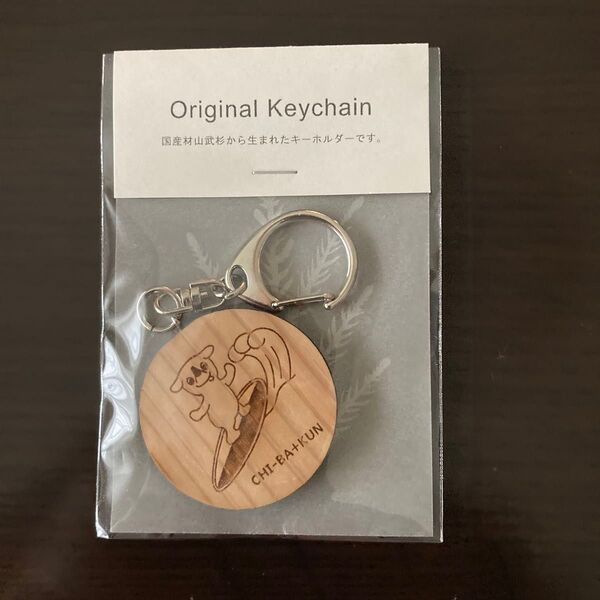 Original Keychain
国産材山武杉から生まれたキーホルダーです。
CHI-BA+KUN